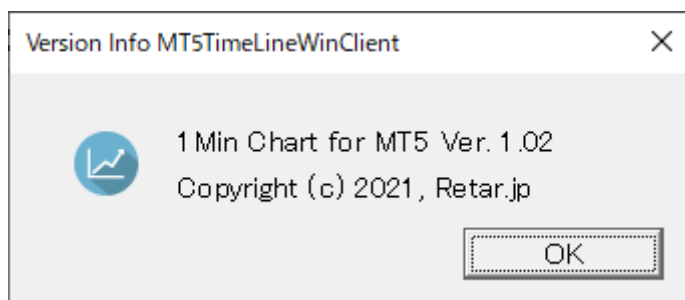 Version Info MT5TimeLineWinClient
1 Min Chart for MT5 Ver. 1.02
Copyright (c) 2021, Retar.jp
OK